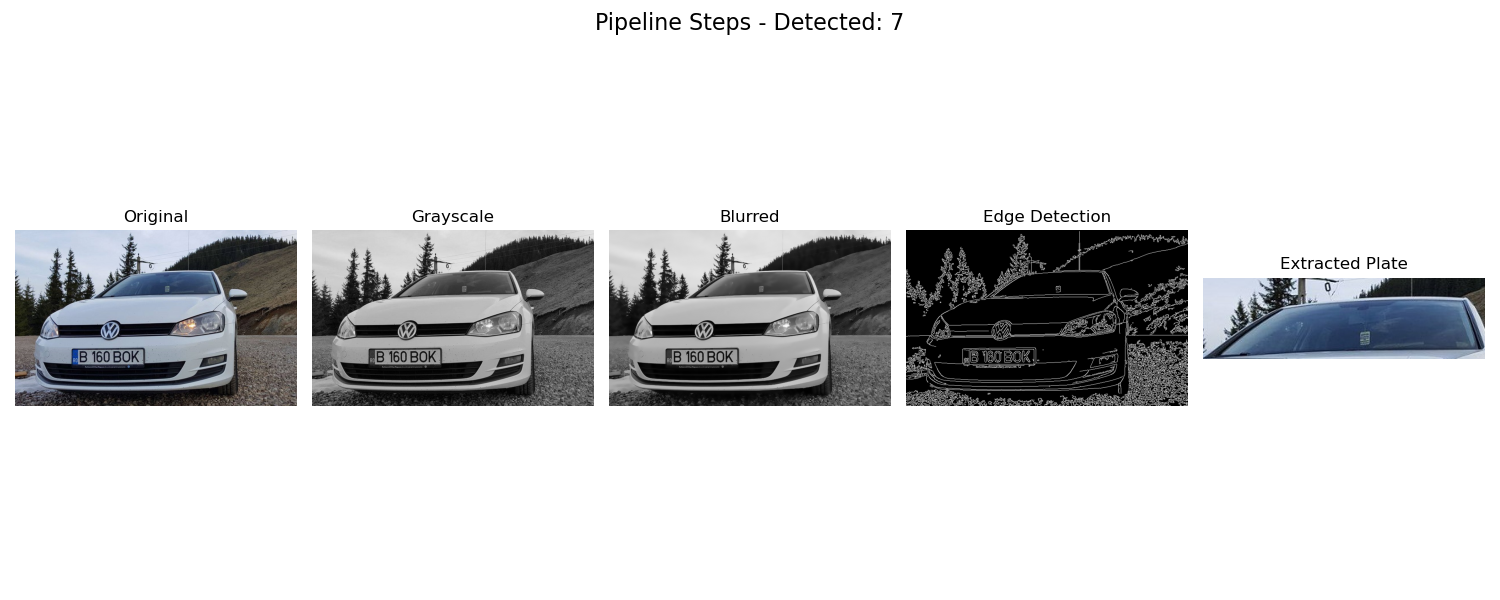 Pipeline Steps - Detected: 7
Original
Grayscale
Blurred
Edge Detection
Extracted Plate
B 160 BOK
B 160 BOK
B 160 BOK
B 160 BOK